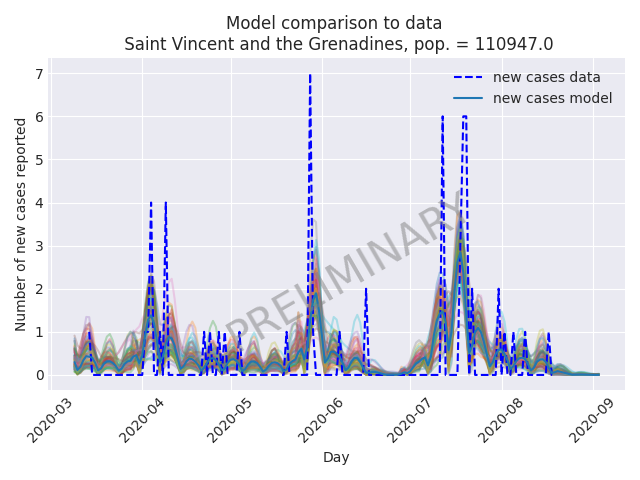 Model comparison to data
Saint Vincent and the Grenadines, pop. = 110947.0
new cases data
new cases model
Number of new cases reported
7
6
5
4
3
2
1
0
PRELIMINARY
2020-03
2020-04
2020-05
2020-06
2020-07
2020-08
2020-09
Day